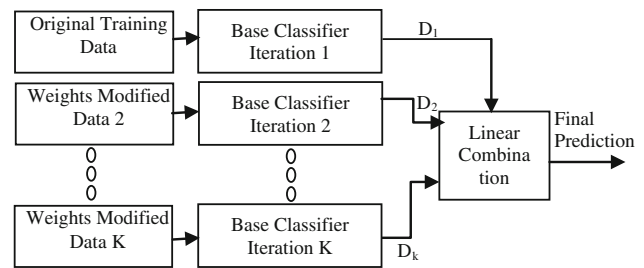 Original Training
Data
Base Classifier
Iteration 1
D1
Weights Modified
Data 2
Base Classifier
Iteration 2
D2
Linear
Combina
tion
Final
Prediction
Weights Modified
Data K
Base Classifier
Iteration K
Dk